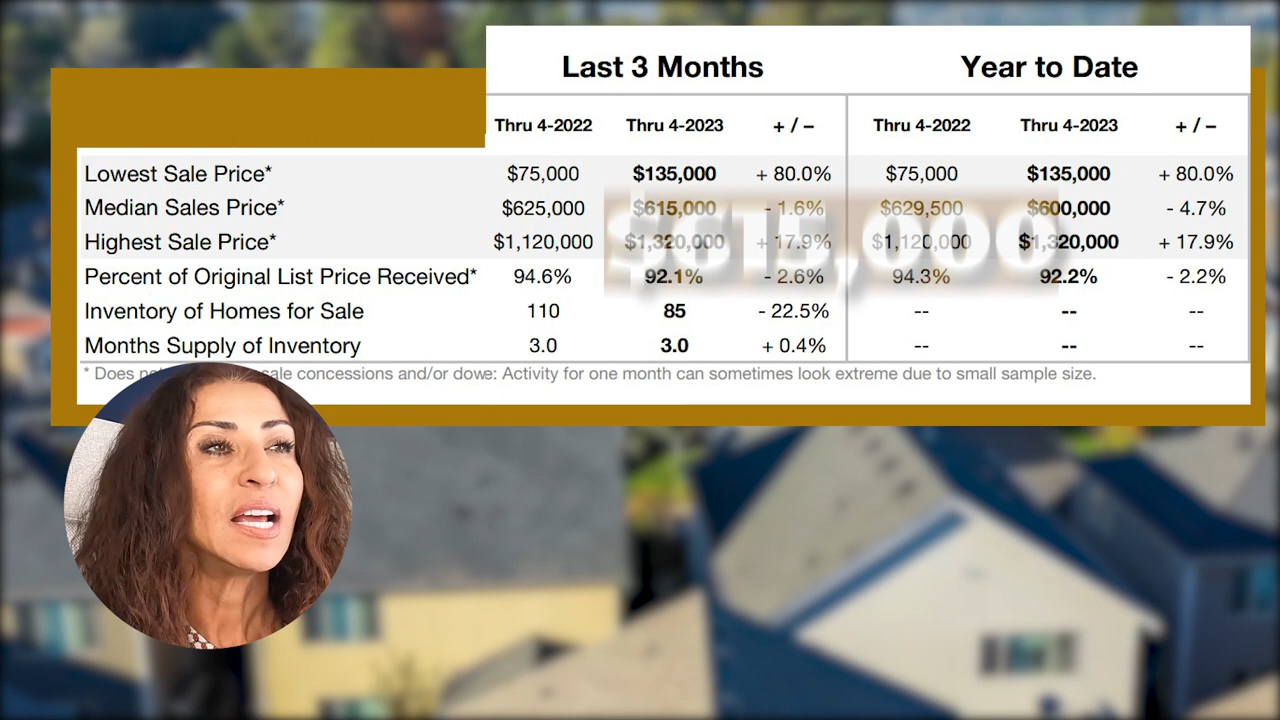 Last 3 Months Year to Date
Thru 4-2022 Thru 4-2023 + / – Thru 4-2022 Thru 4-2023 + / –
Lowest Sale Price* $75,000 $135,000 + 80.0% $75,000 $135,000 + 80.0%
Median Sales Price* $625,000 $615,000 - 1.6% $629,500 $600,000 - 4.7%
Highest Sale Price* $1,120,000 $1,320,000 + 17.9% $1,120,000 $1,320,000 + 17.9%
$615,000
Percent of Original List Price Received* 94.6% 92.1% - 2.6% 94.3% 92.2% - 2.2%
Inventory of Homes for Sale 110 85 - 22.5% -- -- --
Months Supply of Inventory 3.0 3.0 + 0.4% -- -- --
* Does sale concessions and/or dowe: Activity for one month can sometimes look extreme due to small sample size.